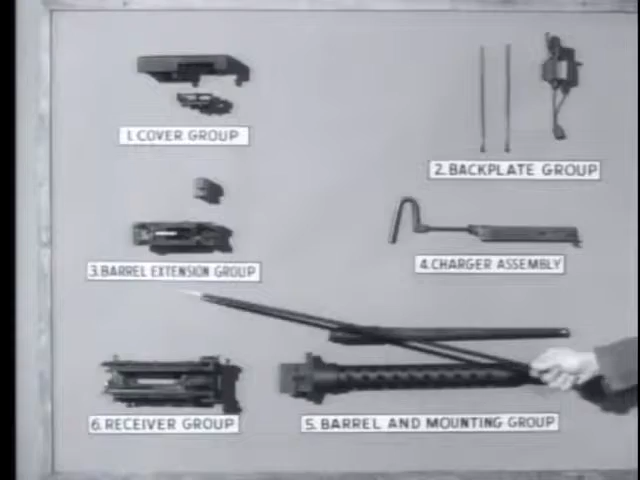 1. COVER GROUP
2. BACKPLATE GROUP
3. BARREL EXTENSION GROUP
4. CHARGER ASSEMBLY
6. RECEIVER GROUP
5. BARREL AND MOUNTING GROUP